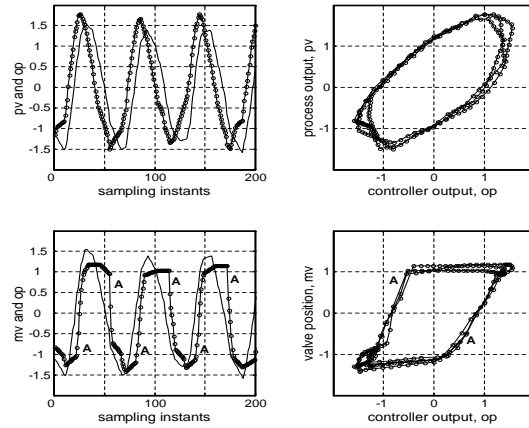 1.5
1
0.5
0
-0.5
-1
-1.5
pv and op
0 100 200
sampling instants
1
0
-1
process output, pv
-1 0 1
controller output, op
1.5
1
0.5
0
-0.5
-1
-1.5
mv and op
A A
A A A
0 100 200
sampling instants
1
0
-1
valve position, mv
A
A
-1 0 1
controller output, op